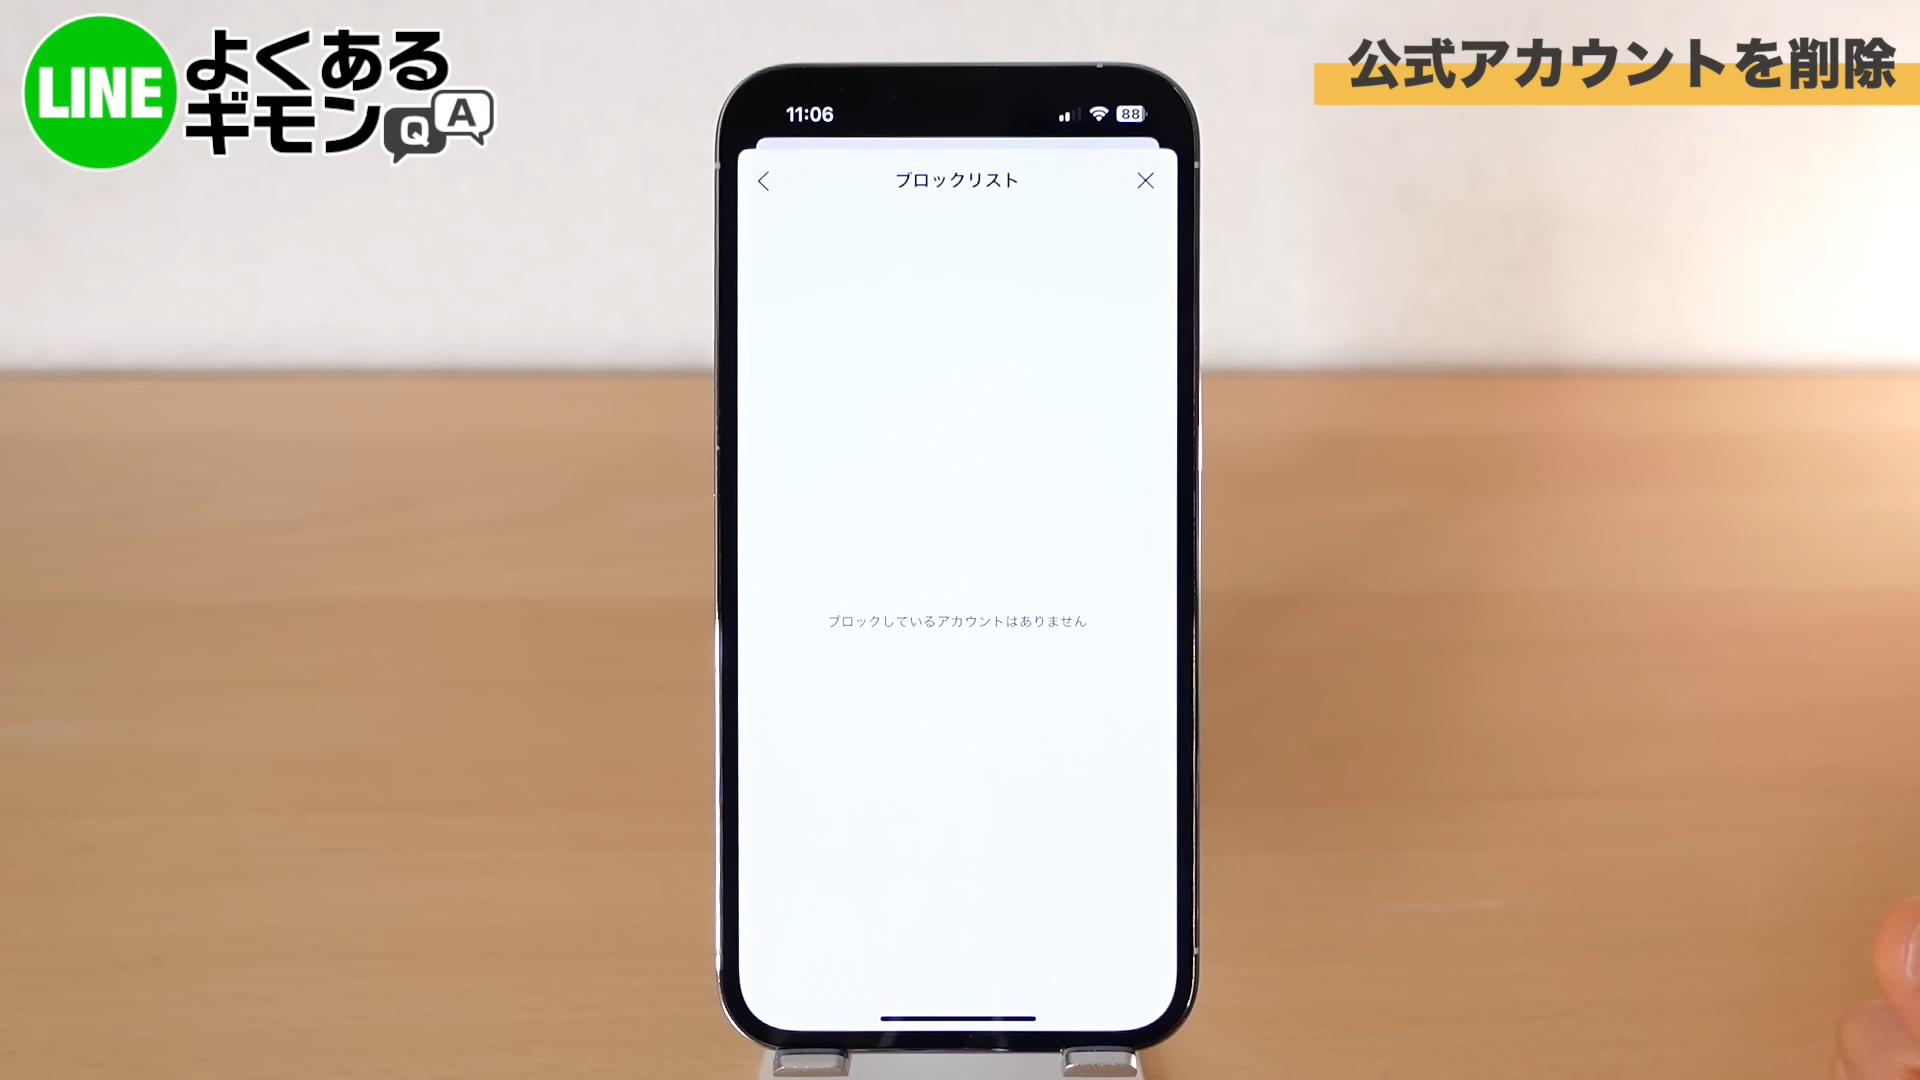 LINE
よくある
ギモン
Q A
公式アカウントを削除
11:06
88
ブロックリスト
ブロックしているアカウントはありません